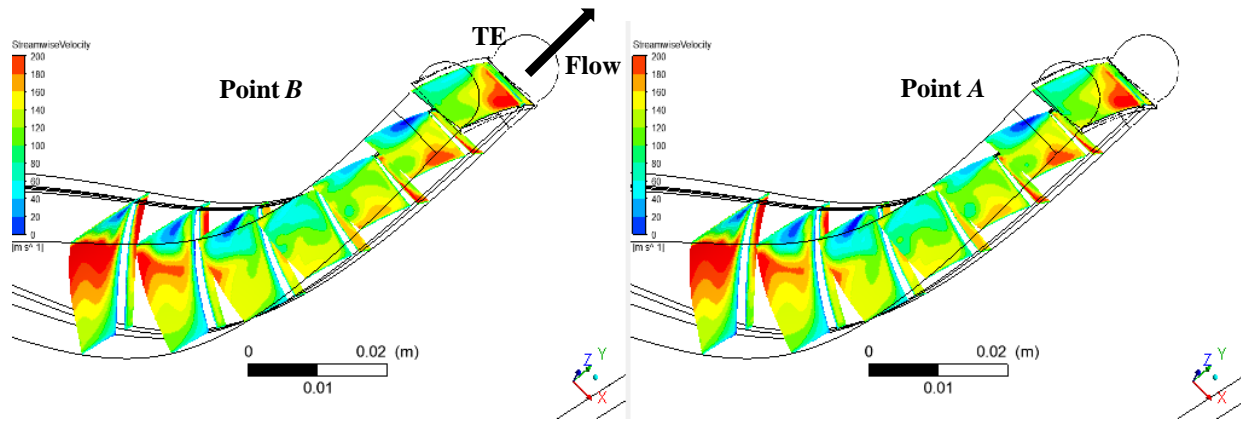 TE
Flow
StreamwiseVelocity
200
180
160
140
120
100
80
60
40
20
0
[m s^ 1]
Point B
0 0.02 (m)
0.01
Z Y
X
StreamwiseVelocity
200
180
160
140
120
100
80
60
40
20
0
[m s^ 1]
Point A
0 0.02 (m)
0.01
Z Y
X